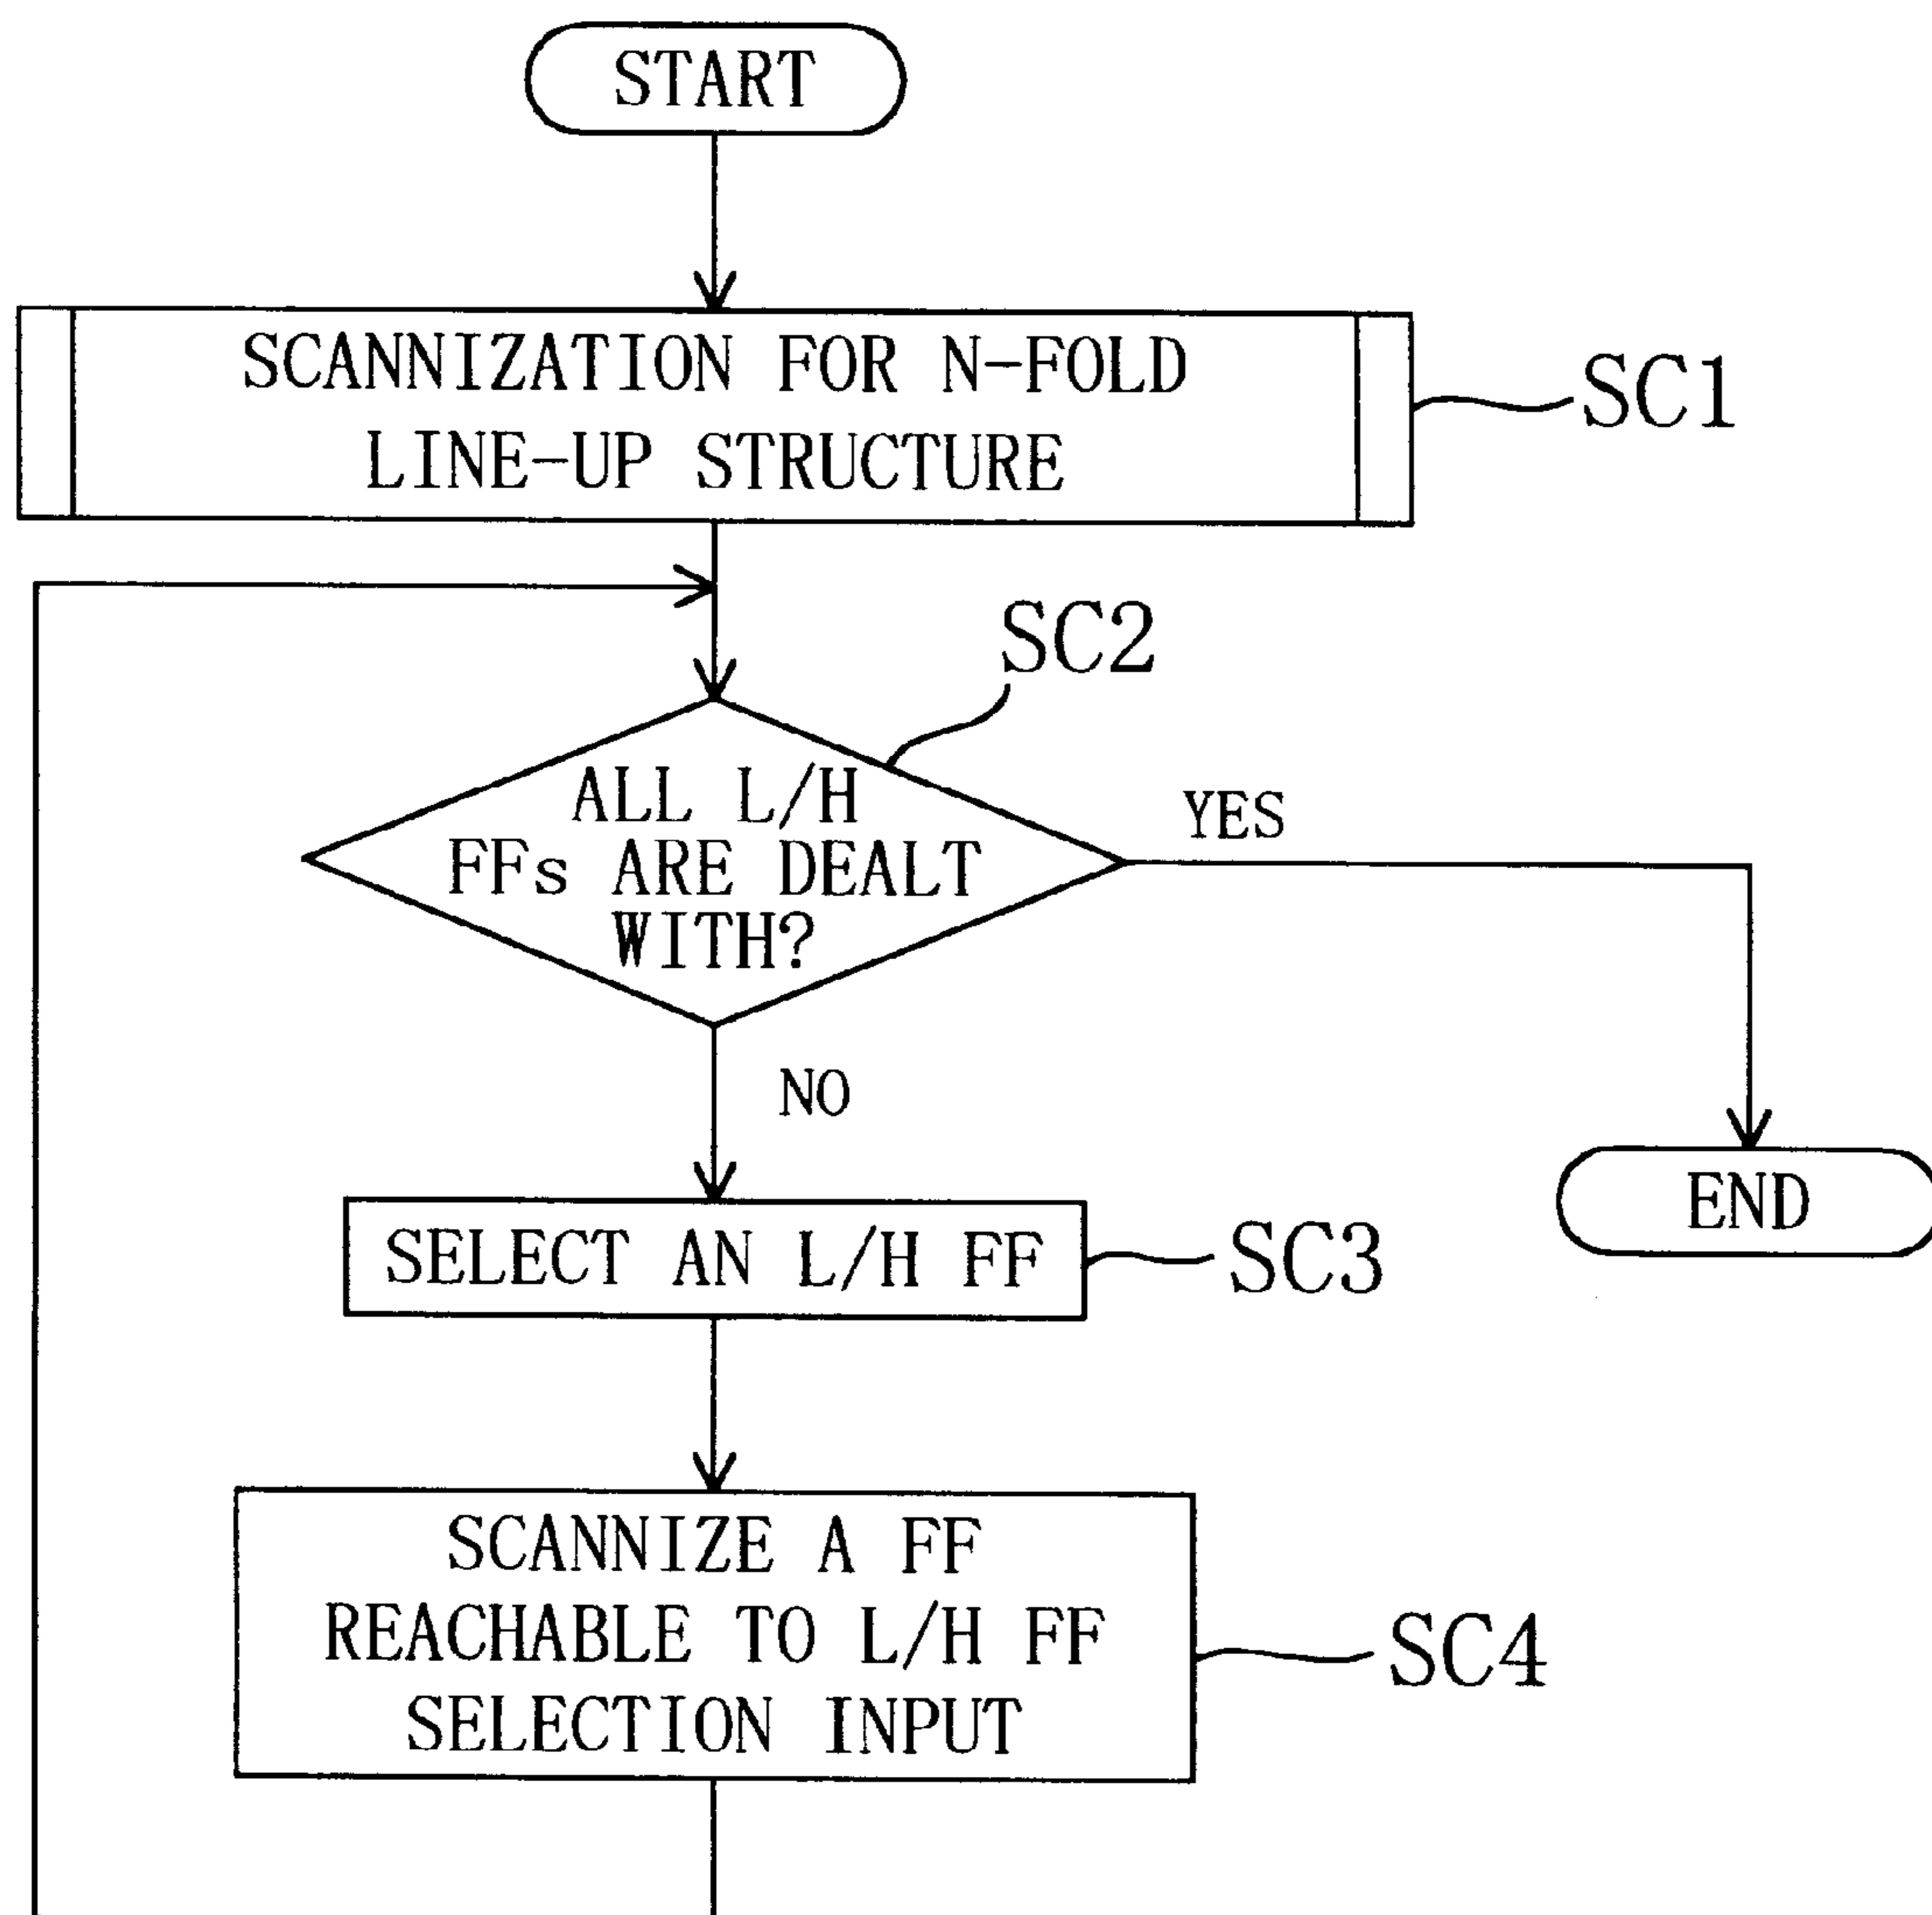 START
SCANNIZATION FOR N-FOLD
LINE-UP STRUCTURE
SC1
SC2
ALL L/H
FFs ARE DEALT
WITH?
YES
NO
END
SELECT AN L/H FF
SC3
SCANNIZE A FF
REACHABLE TO L/H FF
SELECTION INPUT
SC4